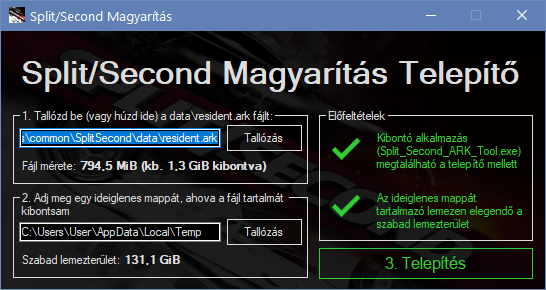 Split/Second Magyarítás
Split/Second Magyarítás Telepítő
1. Tallózd be (vagy húzd ide) a data\resident.ark fájlt:
\common\SplitSecond\data\resident.ark
Tallózás
Fájl mérete: 794,5 MiB (kb. 1,3 GiB kibontva)
2. Adj meg egy ideiglenes mappát, ahova a fájl tartalmát
kibontsam
C:\Users\User\AppData\Local\Temp
Tallózás
Szabad lemezterület: 131,1 GiB
Előfeltételek
Kibontó alkalmazás
(Split_Second_ARK_Tool.exe)
megtalálható a telepítő mellett
Az ideiglenes mappát
tartalmazó lemezen elegendő a
szabad lemezterület
3. Telepítés